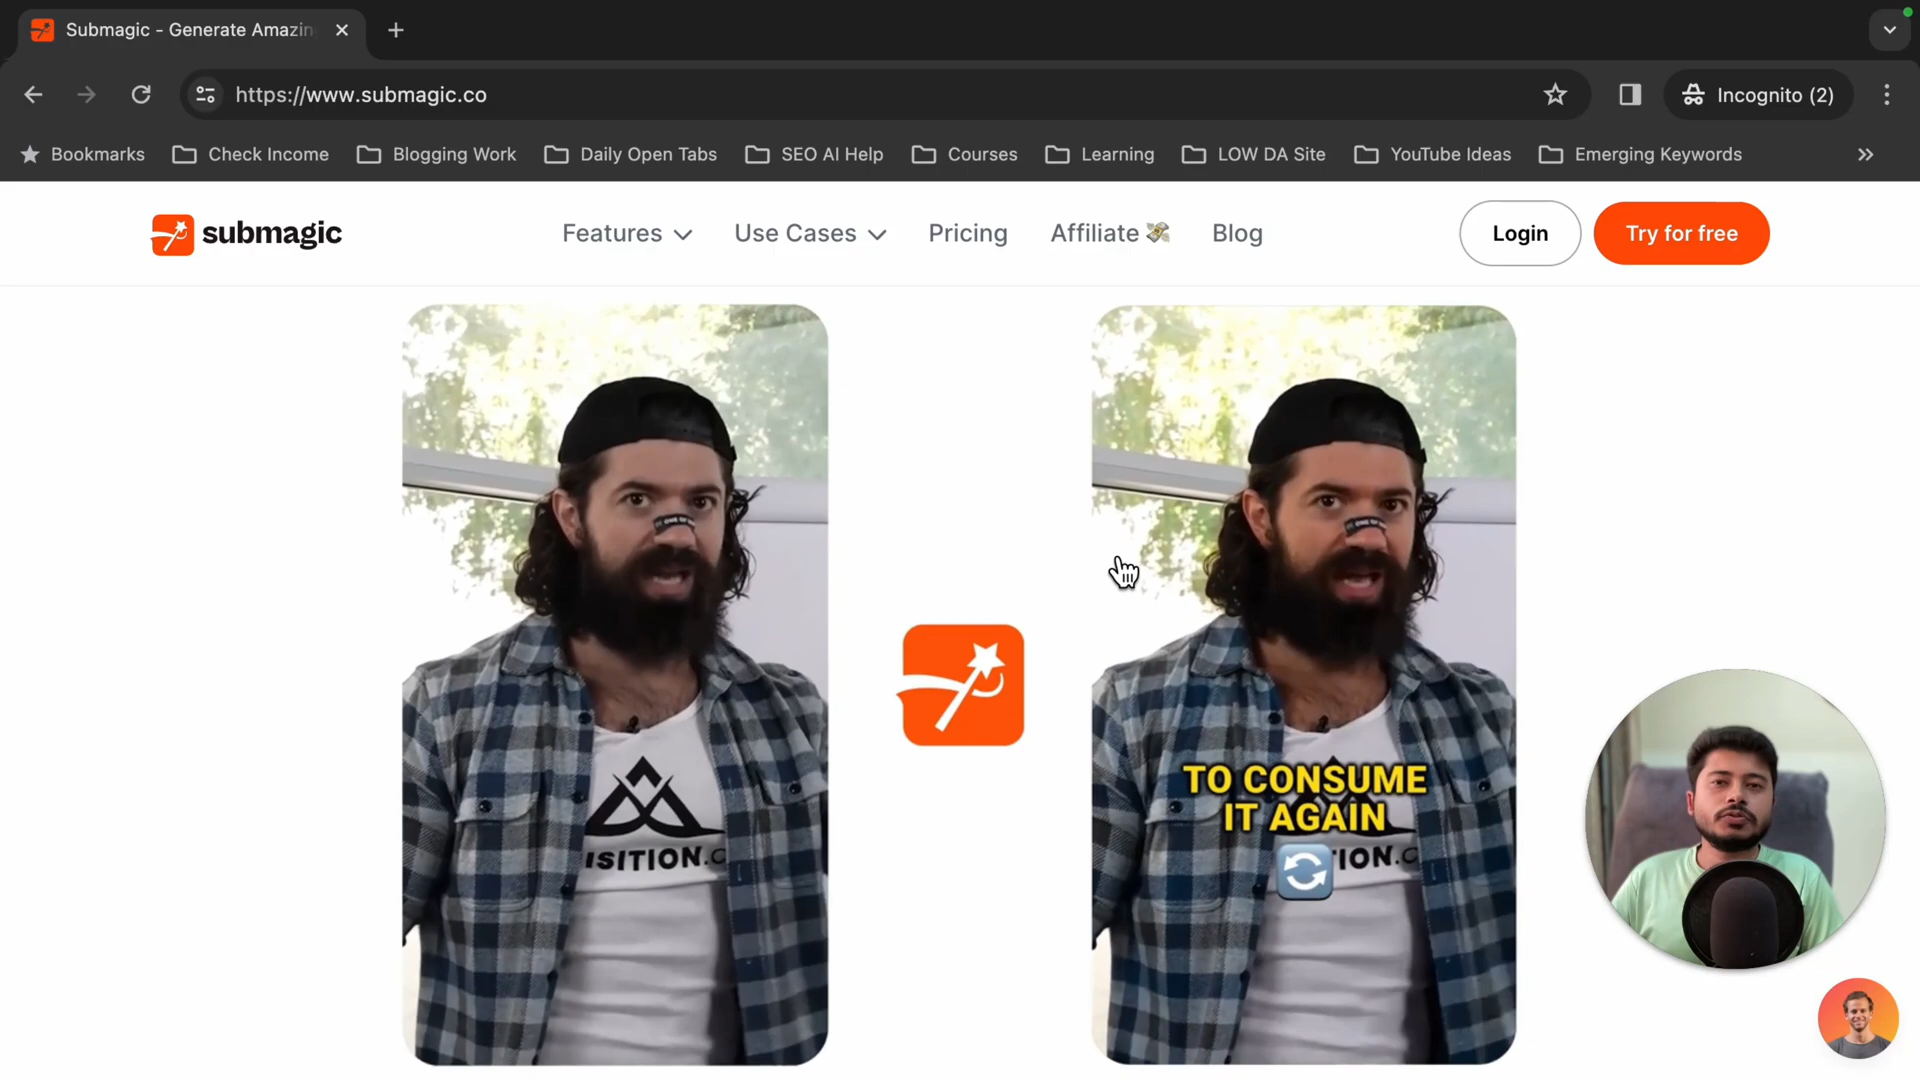 Submagic - Generate Amazin
https://www.submagic.co
Incognito (2)
Bookmarks
Check Income
Blogging Work
Daily Open Tabs
SEO AI Help
Courses
Learning
LOW DA Site
YouTube Ideas
Emerging Keywords
submagic
Features
Use Cases
Pricing
Affiliate
Blog
Login
Try for free
ISITION.C
TO CONSUME
IT AGAIN
TION.C